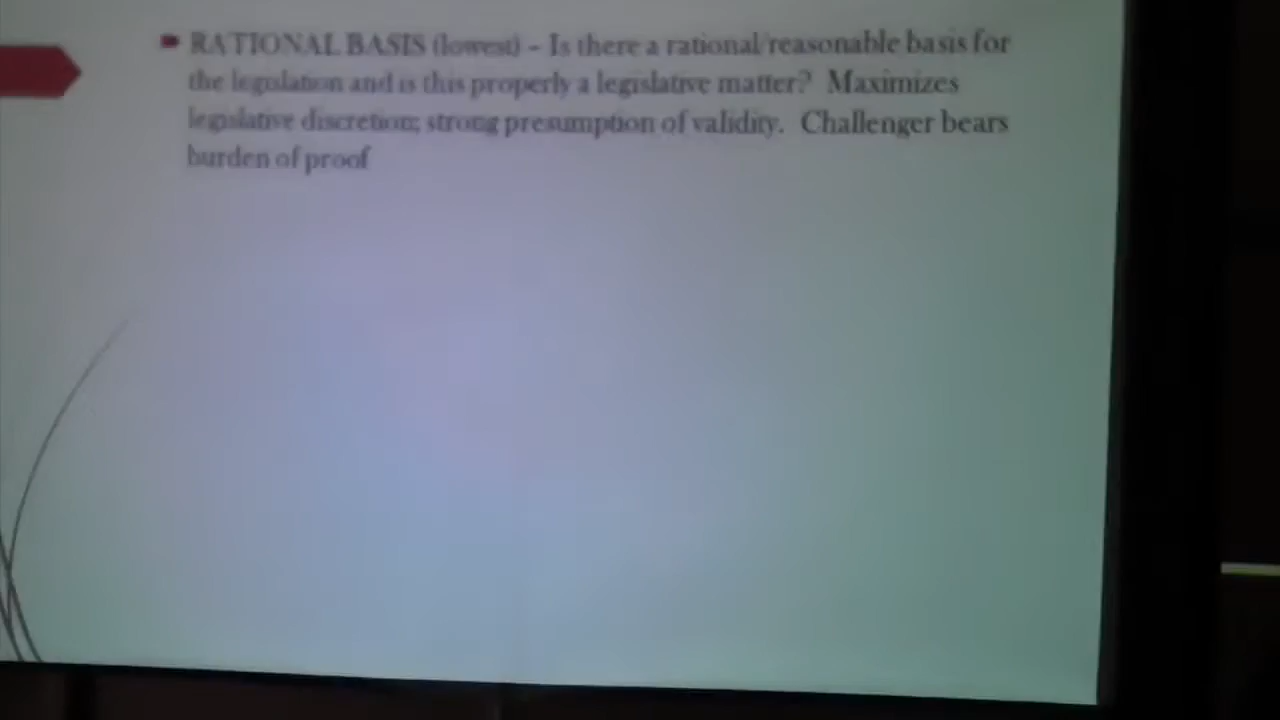 RATIONAL BASIS (lowest) – Is there a rational/reasonable basis for
the legislation and is this properly a legislative matter? Maximizes
legislative discretion; strong presumption of validity. Challenger bears
burden of proof